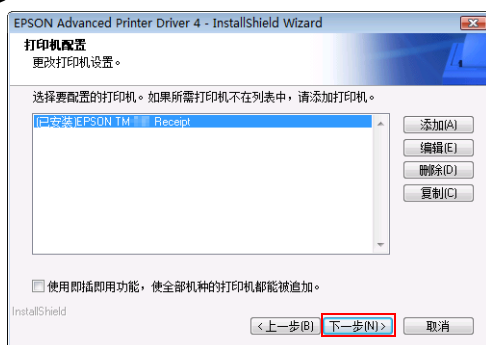 EPSON Advanced Printer Driver 4 - InstallShield Wizard
打印机配置
更改打印机设置。
选择要配置的打印机。如果所需打印机不在列表中，请添加打印机。
(已安装)EPSON TM- Receipt
添加(A)
编辑(E)
删除(D)
复制(C)
使用即插即用功能，使全部机种的打印机都能被追加。
InstallShield
<上一步(B)
下一步(N)>
取消